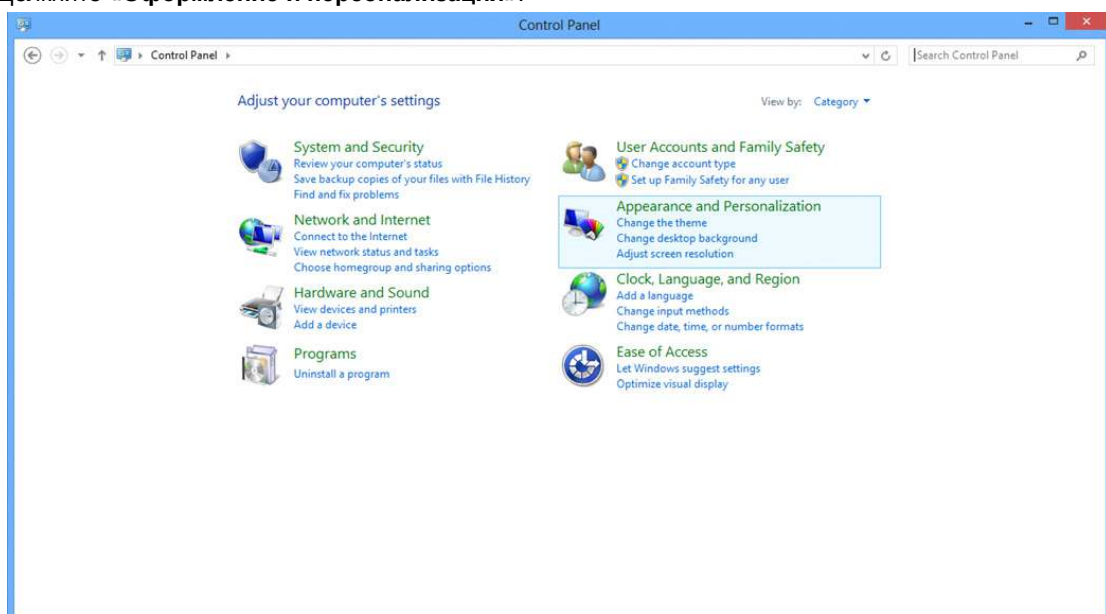 «Оформление и персонализация».
Control Panel
Control Panel
Search Control Panel
Adjust your computer's settings
View by: Category
System and Security
Review your computer's status
Save backup copies of your files with File History
Find and fix problems
Network and Internet
Connect to the Internet
View network status and tasks
Choose homegroup and sharing options
Hardware and Sound
View devices and printers
Add a device
Programs
Uninstall a program
User Accounts and Family Safety
Change account type
Set up Family Safety for any user
Appearance and Personalization
Change the theme
Change desktop background
Adjust screen resolution
Clock, Language, and Region
Add a language
Change input methods
Change date, time, or number formats
Ease of Access
Let Windows suggest settings
Optimize visual display